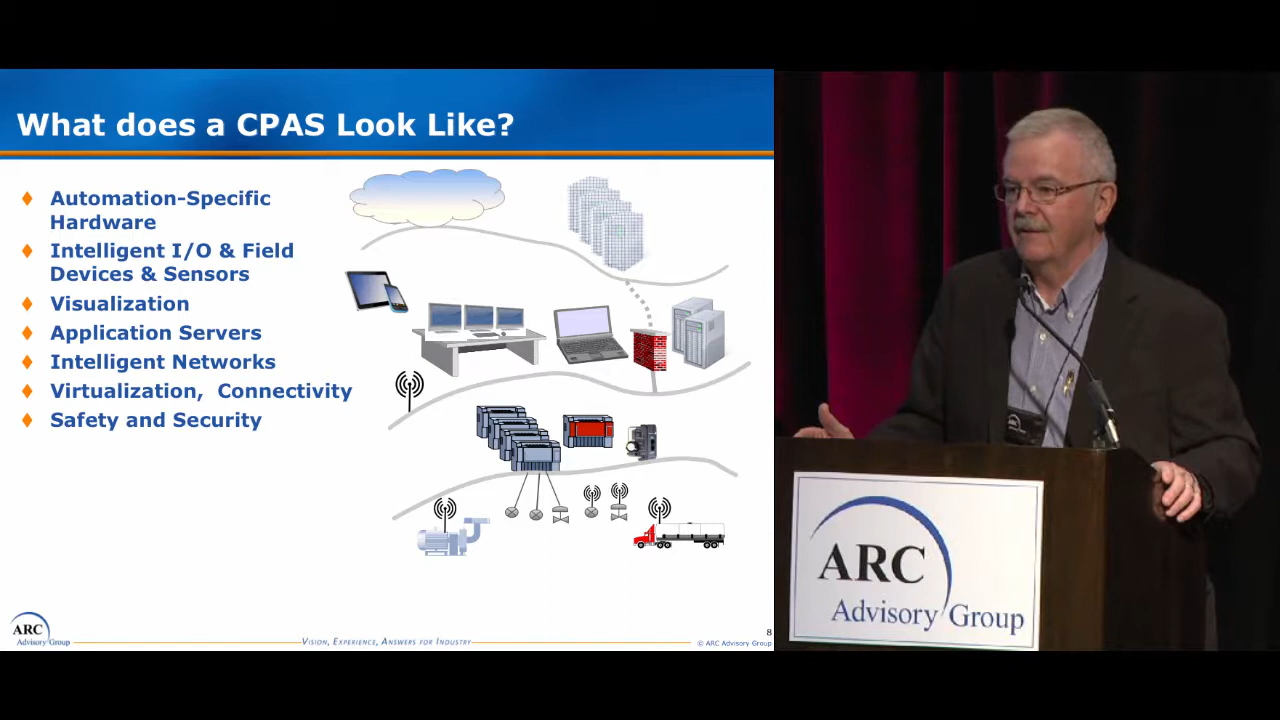 What does a CPAS Look Like?
Automation-Specific
Hardware
Intelligent I/O & Field
Devices & Sensors
Visualization
Application Servers
Intelligent Networks
Virtualization, Connectivity
Safety and Security
ARC
Advisory Group
VISION, EXPERIENCE, ANSWERS FOR INDUSTRY
8
© ARC Advisory Group
ARC
ARC
Advisory Group